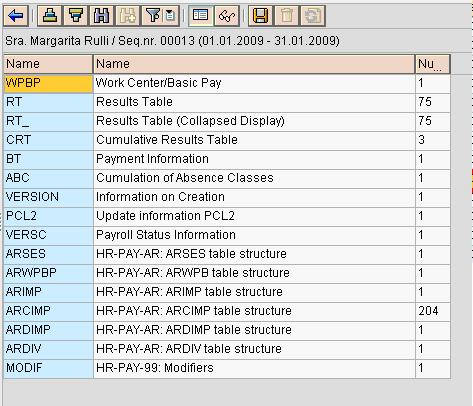 Sra. Margarita Rulli / Seq.nr. 00013 (01.01.2009 - 31.01.2009)
Name Name Nu...
WPBP Work Center/Basic Pay 1
RT Results Table 75
RT_ Results Table (Collapsed Display) 75
CRT Cumulative Results Table 3
BT Payment Information 1
ABC Cumulation of Absence Classes 1
VERSION Information on Creation 1
PCL2 Update information PCL2 1
VERSC Payroll Status Information 1
ARSES HR-PAY-AR: ARSES table structure 1
ARWPBP HR-PAY-AR: ARWPB table structure 1
ARIMP HR-PAY-AR: ARIMP table structure 1
ARCIMP HR-PAY-AR: ARCIMP table structure 204
ARDIMP HR-PAY-AR: ARDIMP table structure 1
ARDIV HR-PAY-AR: ARDIV table structure 1
MODIF HR-PAY-99: Modifiers 1